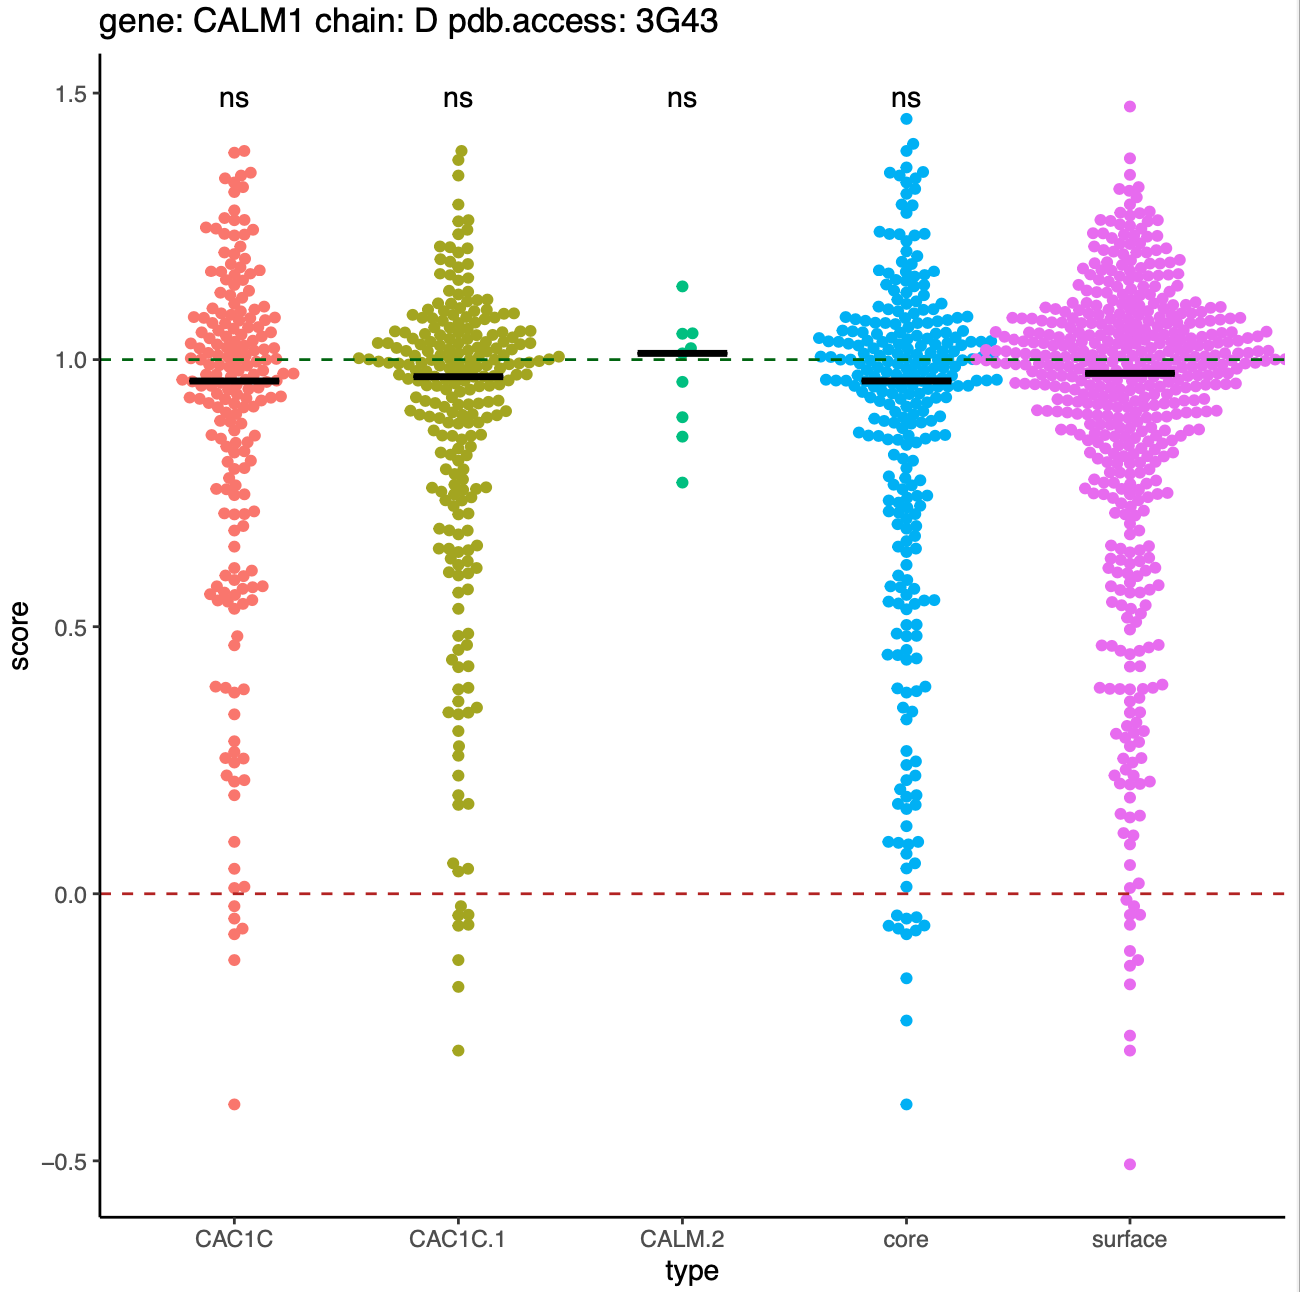 gene: CALM1 chain: D pdb.access: 3G43
ns ns ns ns
1.5
1.0
0.5
0.0
−0.5
score
CAC1C CAC1C.1 CALM.2 core surface
type